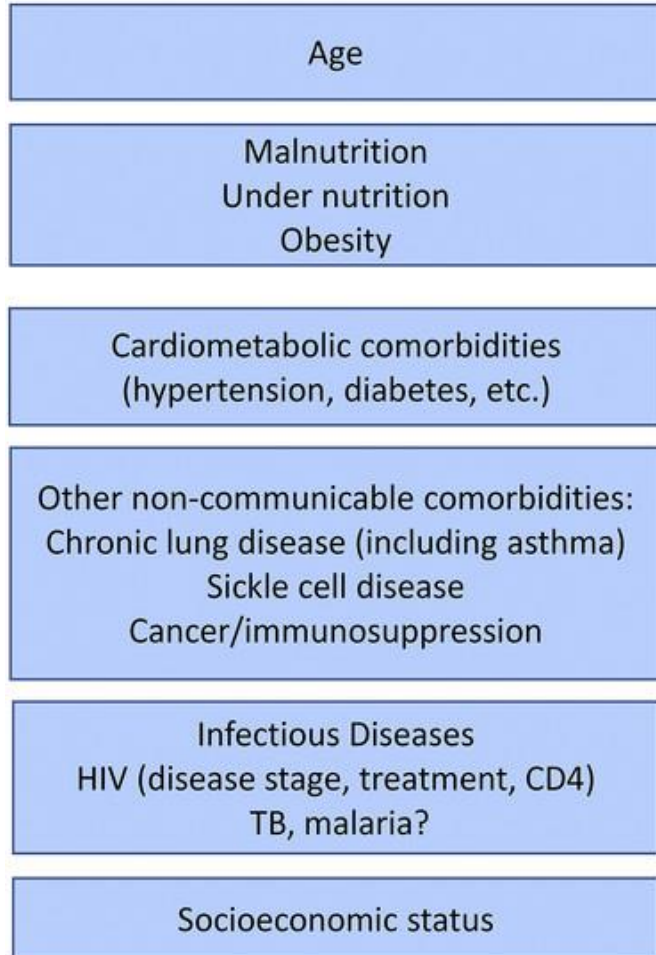 Age
Malnutrition
Under nutrition
Obesity
Cardiometabolic comorbidities
(hypertension, diabetes, etc.)
Other non-communicable comorbidities:
Chronic lung disease (including asthma)
Sickle cell disease
Cancer/immunosuppression
Infectious Diseases
HIV (disease stage, treatment, CD4)
TB, malaria?
Socioeconomic status